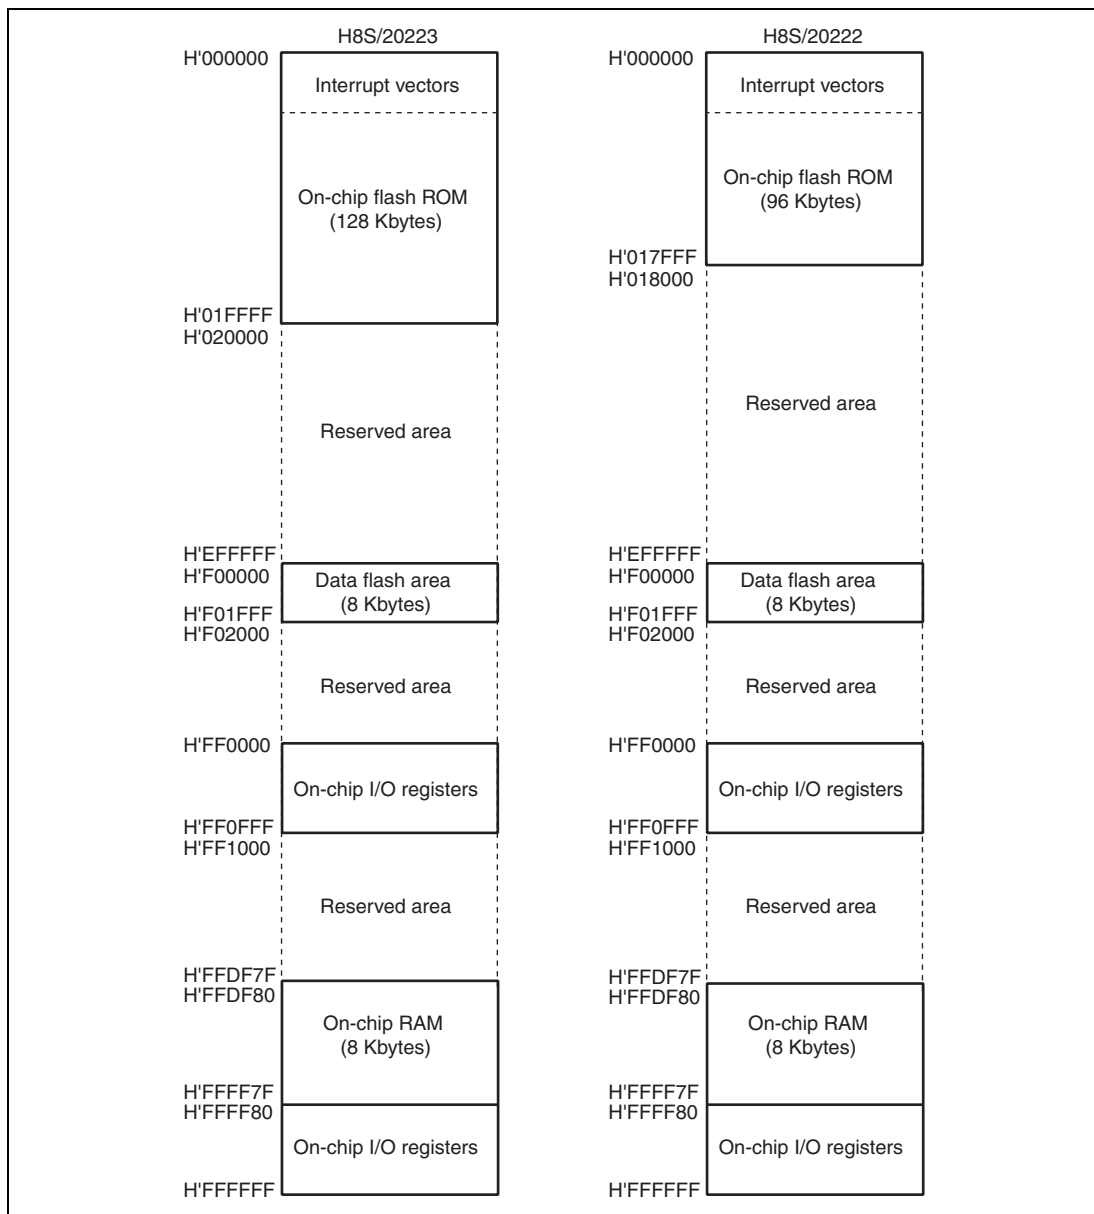 H8S/20223
H'000000
Interrupt vectors
On-chip flash ROM
(128 Kbytes)
H'01FFFF
H'020000
Reserved area
H'EFFFFF
H'F00000
Data flash area
(8 Kbytes)
H'F01FFF
H'F02000
Reserved area
H'FF0000
On-chip I/O registers
H'FF0FFF
H'FF1000
Reserved area
H'FFDF7F
H'FFDF80
On-chip RAM
(8 Kbytes)
H'FFFF7F
H'FFFF80
On-chip I/O registers
H'FFFFFF
H8S/20222
H'000000
Interrupt vectors
On-chip flash ROM
(96 Kbytes)
H'017FFF
H'018000
Reserved area
H'EFFFFF
H'F00000
Data flash area
(8 Kbytes)
H'F01FFF
H'F02000
Reserved area
H'FF0000
On-chip I/O registers
H'FF0FFF
H'FF1000
Reserved area
H'FFDF7F
H'FFDF80
On-chip RAM
(8 Kbytes)
H'FFFF7F
H'FFFF80
On-chip I/O registers
H'FFFFFF